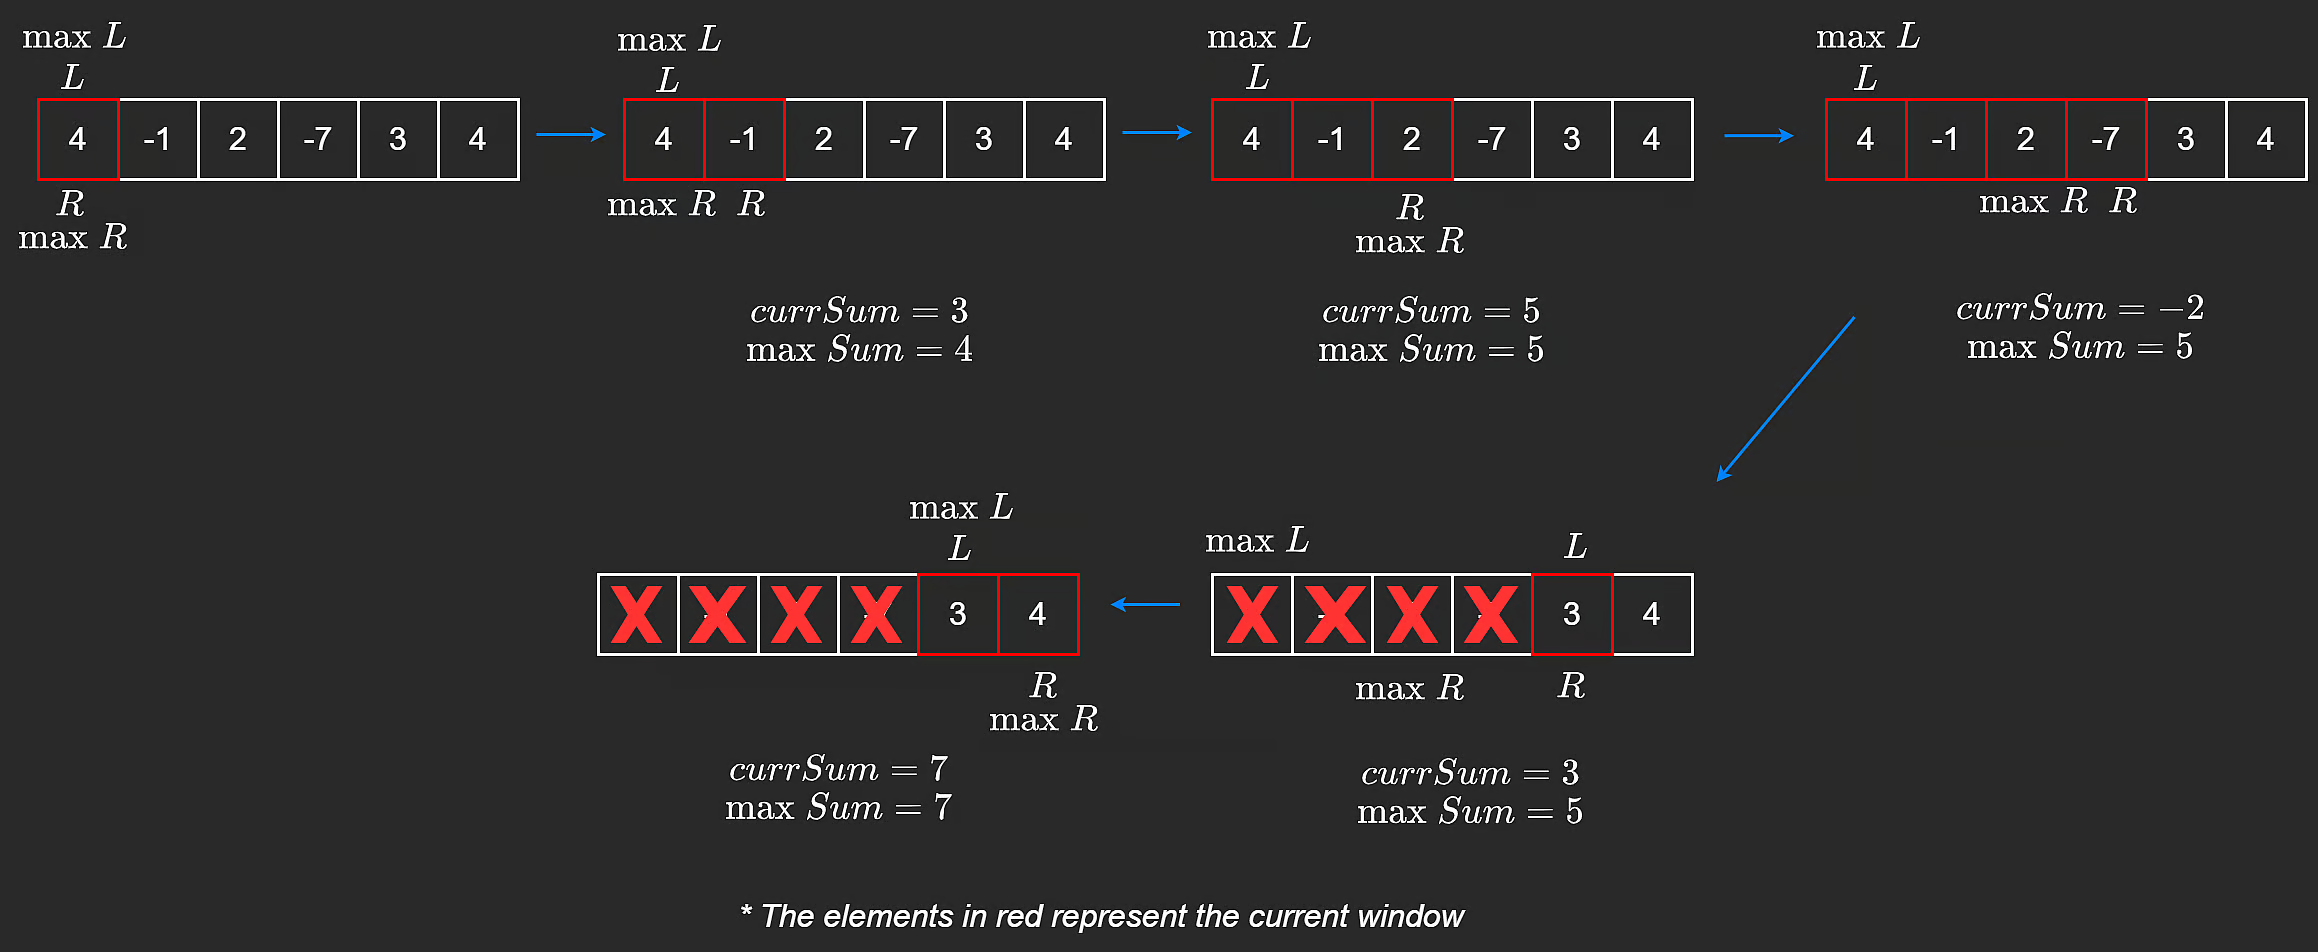 max L
L
4 -1 2 -7 3 4
R
max R
max L
L
4 -1 2 -7 3 4
max R R
currSum = 3
max Sum = 4
max L
L
4 -1 2 -7 3 4
R
max R
currSum = 5
max Sum = 5
max L
L
4 -1 2 -7 3 4
max R R
currSum = −2
max Sum = 5
max L L
X X X X 3 4
max R R
currSum = 3
max Sum = 5
max L
L
X X X X 3 4
R
max R
currSum = 7
max Sum = 7
* The elements in red represent the current window